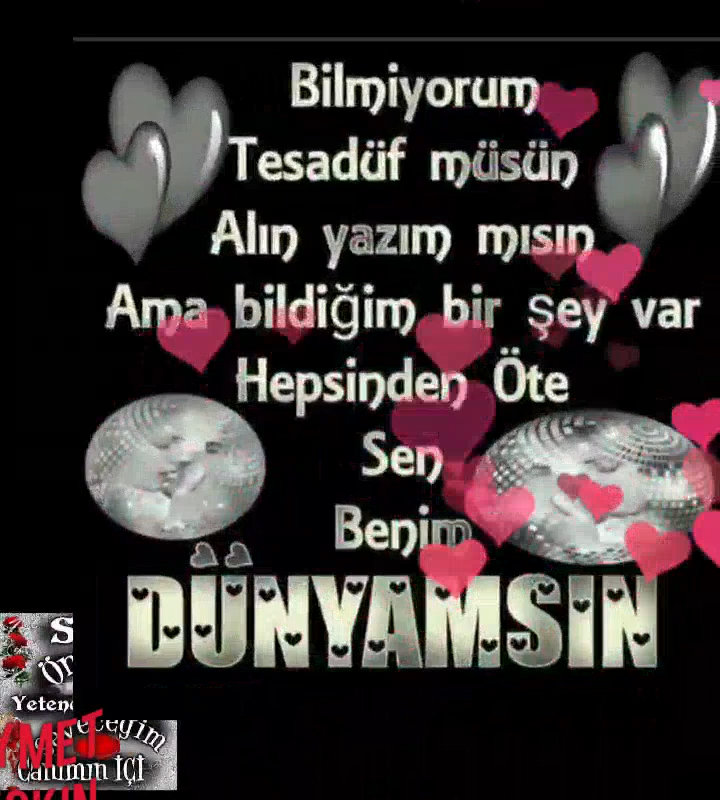 Bilmiyorum
Tesadüf müsün
Alın yazım mısın
Ama bildiğim bir şey var
Hepsinden Öte
Sen
Benim
DÜNYAMSIN